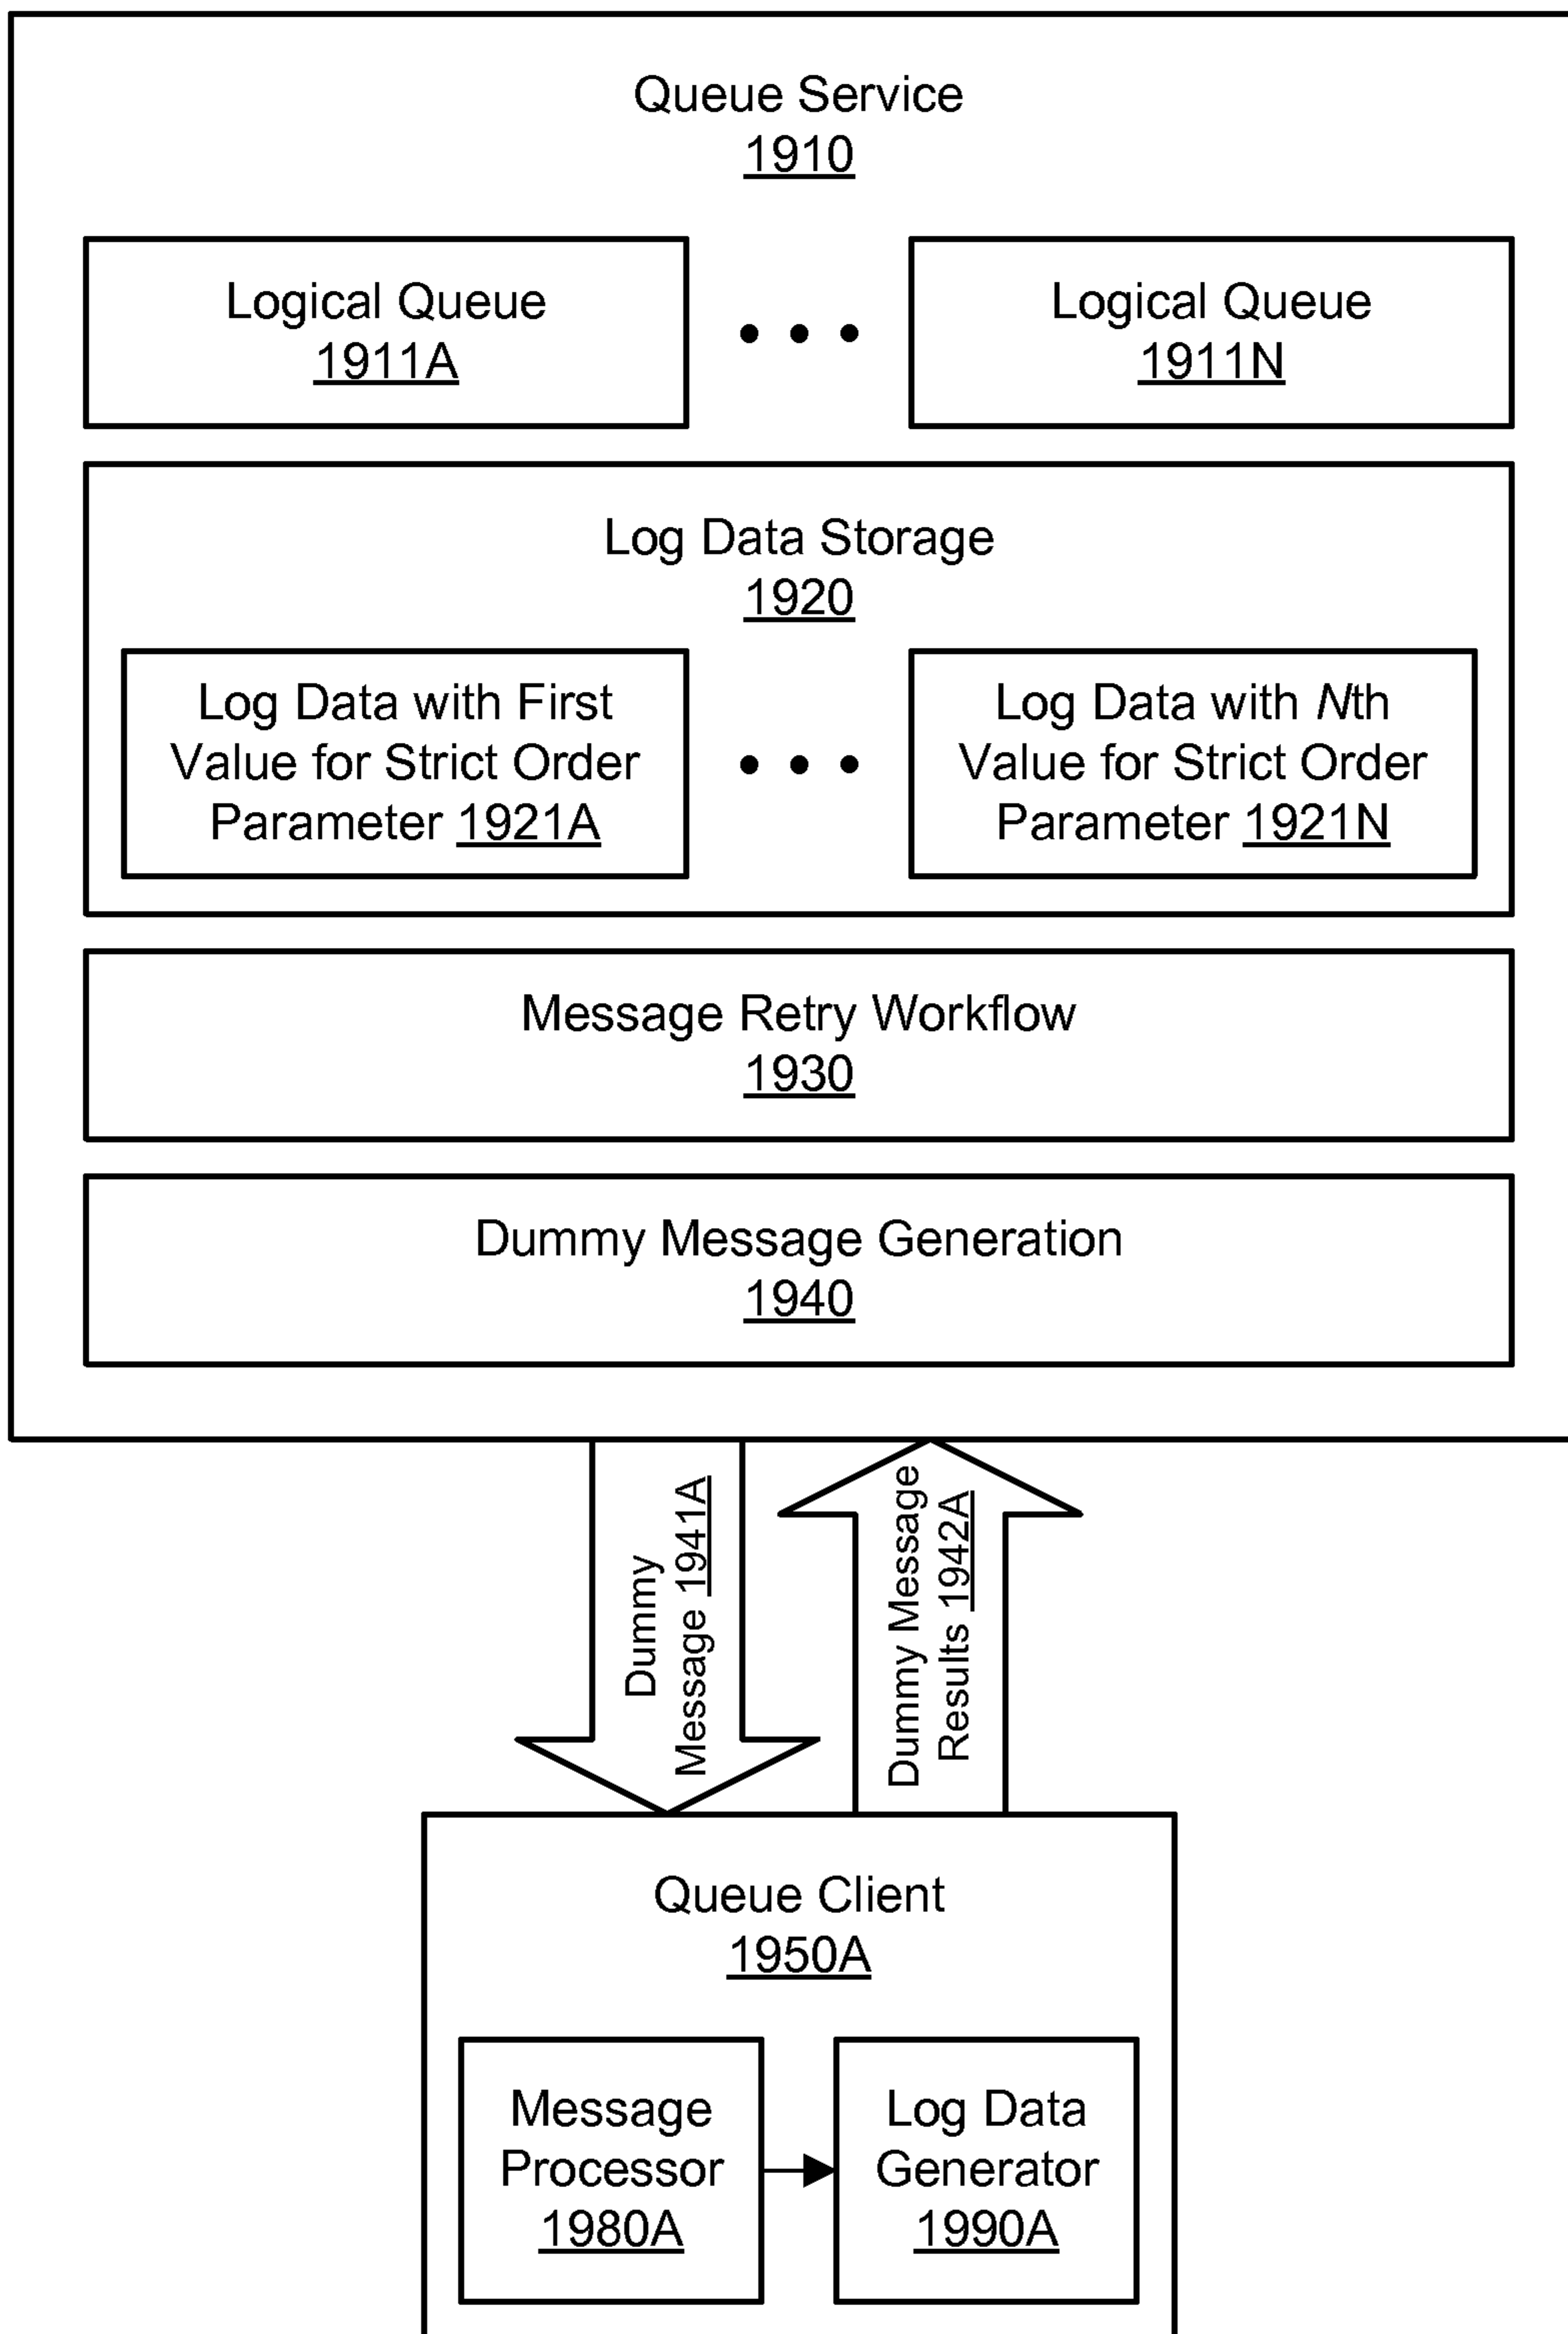 Queue Service
1910
Logical Queue
1911A
Logical Queue
1911N
Log Data Storage
1920
Log Data with First
Value for Strict Order
Parameter 1921A
Log Data with Nth
Value for Strict Order
Parameter 1921N
Message Retry Workflow
1930
Dummy Message Generation
1940
Dummy
Message 1941A
Dummy Message
Results 1942A
Queue Client
1950A
Message
Processor
1980A
Log Data
Generator
1990A